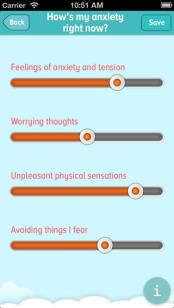 Carrier 10:51 AM
Back
How's my anxiety
right now?
Save
Feelings of anxiety and tension
Worrying thoughts
Unpleasant physical sensations
Avoiding things I fear
i